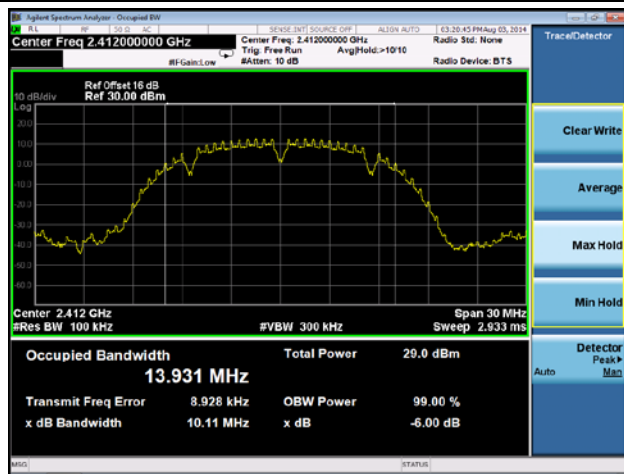 Agilent Spectrum Analyzer - Occupied BW
RL RF 50 Ω AC SENSE:INT SOURCE OFF ALIGN AUTO 03:20:45 PM Aug 03, 2014
Center Freq 2.412000000 GHz Center Freq: 2.412000000 GHz Radio Std: None
Trig: Free Run Avg|Hold:>10/10
#IFGain:Low #Atten: 10 dB Radio Device: BTS
Trace/Detector
Ref Offset 16 dB
10 dB/div Ref 30.00 dBm
Log
20.0
10.0
0.00
-10.0
-20.0
-30.0
-40.0
-50.0
-60.0
Center 2.412 GHz Span 30 MHz
#Res BW 100 kHz #VBW 300 kHz Sweep 2.933 ms
Occupied Bandwidth Total Power 29.0 dBm
13.931 MHz
Transmit Freq Error 8.928 kHz OBW Power 99.00 %
x dB Bandwidth 10.11 MHz x dB -6.00 dB
Clear Write
Average
Max Hold
Min Hold
Detector
Peak▶
Auto Man
MSG STATUS